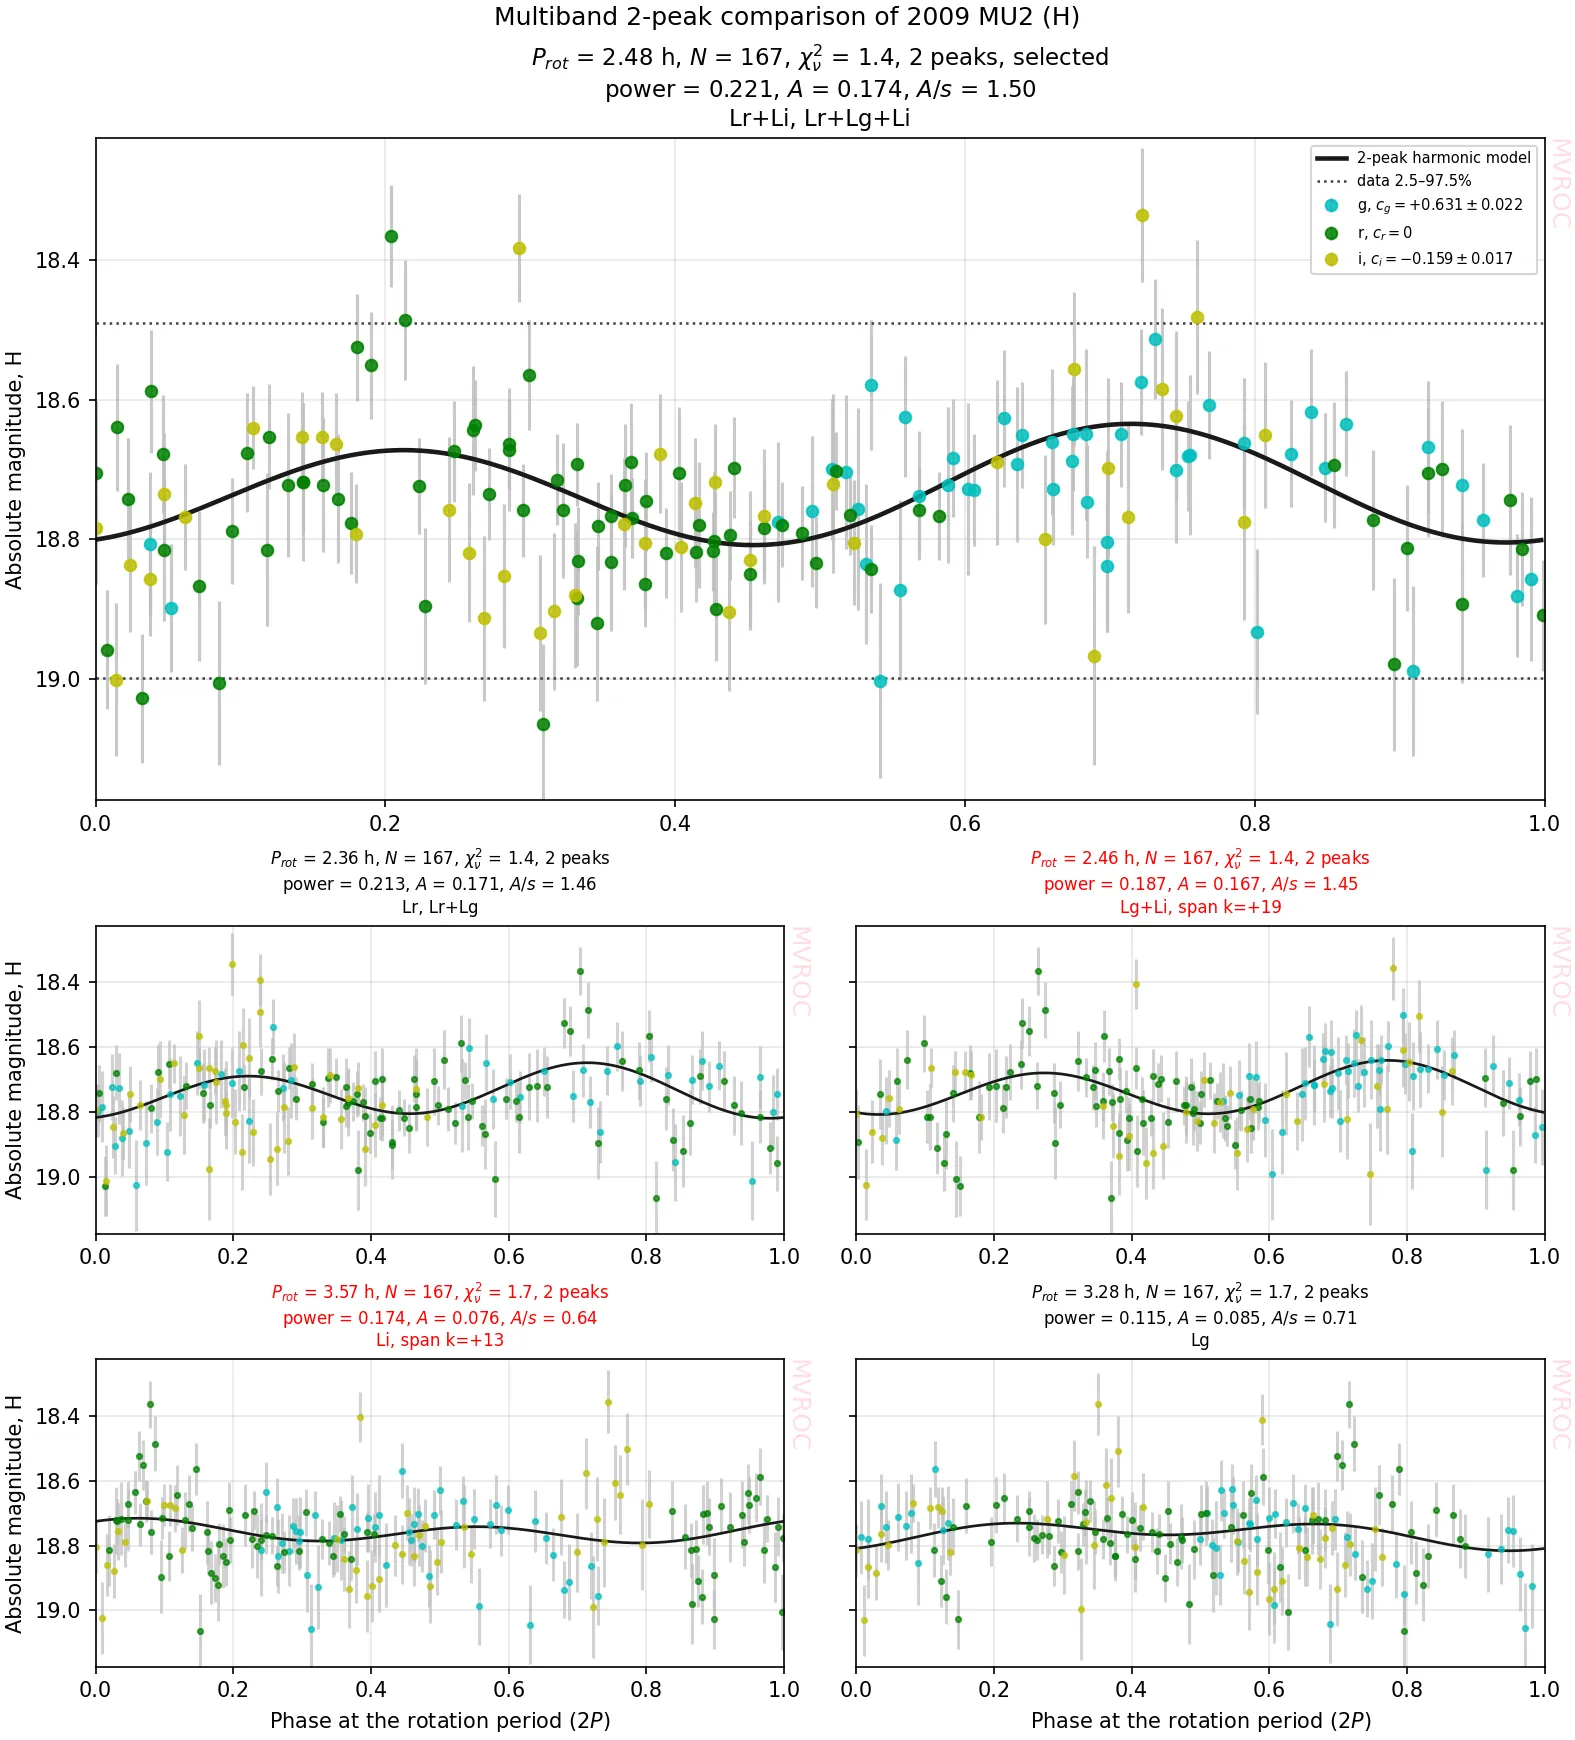 Multiband 2-peak comparison of 2009 MU2 (H)
P_rot = 2.48 h, N = 167, χ²_ν = 1.4, 2 peaks, selected
power = 0.221, A = 0.174, A/s = 1.50
Lr+Li, Lr+Lg+Li
2-peak harmonic model
data 2.5–97.5%
g, c_g = +0.631 ± 0.022
r, c_r = 0
i, c_i = −0.159 ± 0.017
MVROC
Absolute magnitude, H
18.4
18.6
18.8
19.0
0.0 0.2 0.4 0.6 0.8 1.0
P_rot = 2.36 h, N = 167, χ²_ν = 1.4, 2 peaks
power = 0.213, A = 0.171, A/s = 1.46
Lr, Lr+Lg
MVROC
Absolute magnitude, H
18.4
18.6
18.8
19.0
0.0 0.2 0.4 0.6 0.8 1.0
P_rot = 2.46 h, N = 167, χ²_ν = 1.4, 2 peaks
power = 0.187, A = 0.167, A/s = 1.45
Lg+Li, span k=+19
MVROC
0.0 0.2 0.4 0.6 0.8 1.0
P_rot = 3.57 h, N = 167, χ²_ν = 1.7, 2 peaks
power = 0.174, A = 0.076, A/s = 0.64
Li, span k=+13
MVROC
Absolute magnitude, H
18.4
18.6
18.8
19.0
0.0 0.2 0.4 0.6 0.8 1.0
Phase at the rotation period (2P)
P_rot = 3.28 h, N = 167, χ²_ν = 1.7, 2 peaks
power = 0.115, A = 0.085, A/s = 0.71
Lg
MVROC
0.0 0.2 0.4 0.6 0.8 1.0
Phase at the rotation period (2P)